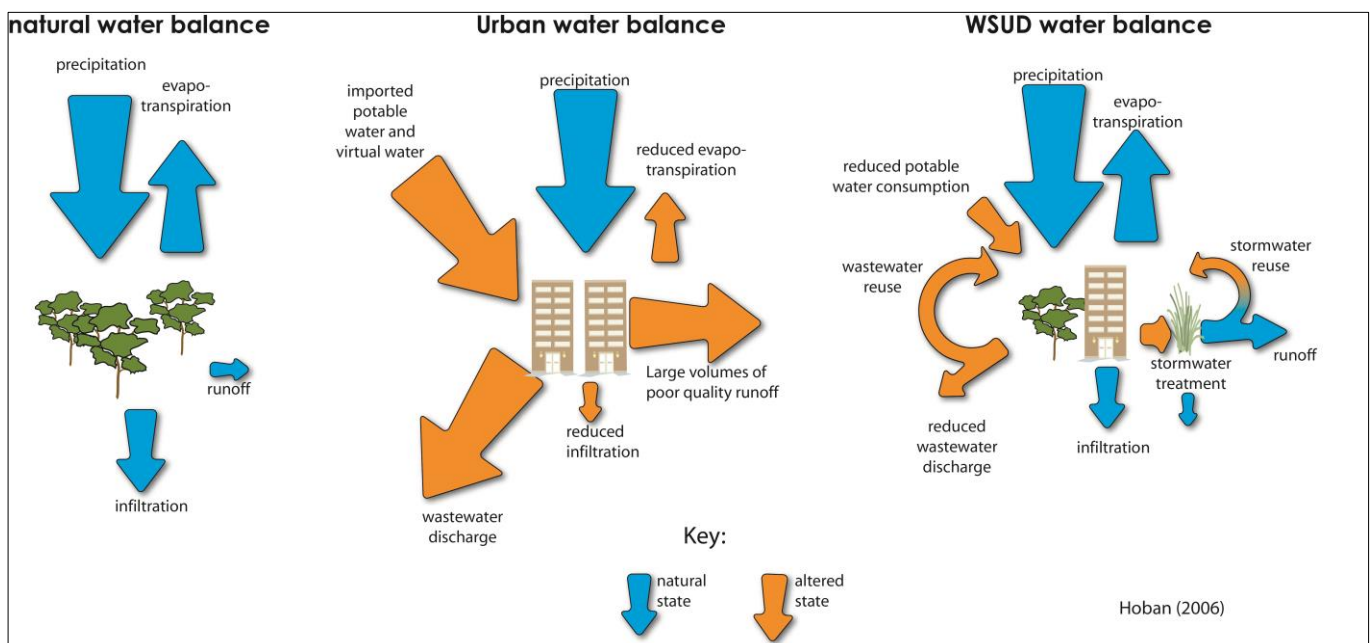 natural water balance
precipitation
evapo-
transpiration
runoff
infiltration
Urban water balance
imported
potable
water and
virtual water
precipitation
reduced evapo-
transpiration
Large volumes of
poor quality runoff
reduced
infiltration
wastewater
discharge
WSUD water balance
precipitation
evapo-
transpiration
reduced potable
water consumption
wastewater
reuse
stormwater
reuse
runoff
stormwater
treatment
infiltration
reduced
wastewater
discharge
Key:
natural
state
altered
state
Hoban (2006)